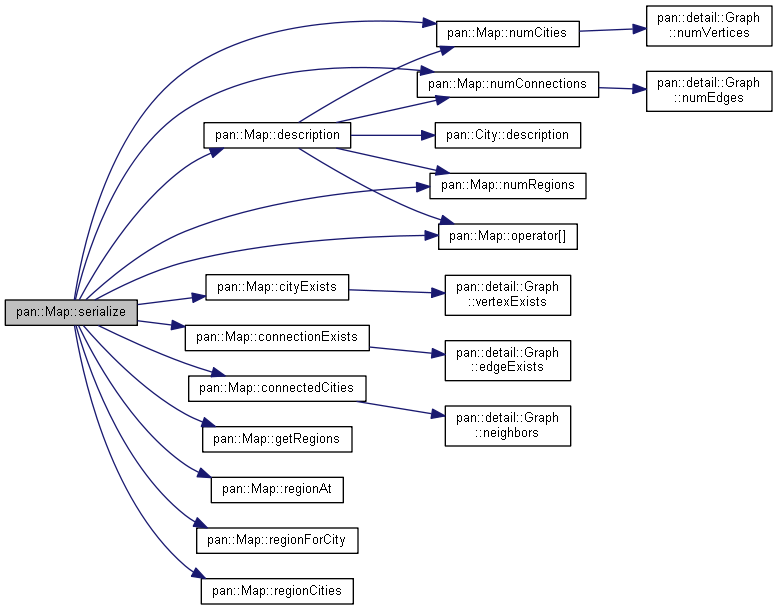 pan::Map::serialize
pan::Map::description
pan::Map::cityExists
pan::Map::connectionExists
pan::Map::connectedCities
pan::Map::getRegions
pan::Map::regionAt
pan::Map::regionForCity
pan::Map::regionCities
pan::Map::numCities
pan::Map::numConnections
pan::City::description
pan::Map::numRegions
pan::Map::operator[]
pan::detail::Graph
::vertexExists
pan::detail::Graph
::edgeExists
pan::detail::Graph
::neighbors
pan::detail::Graph
::numVertices
pan::detail::Graph
::numEdges